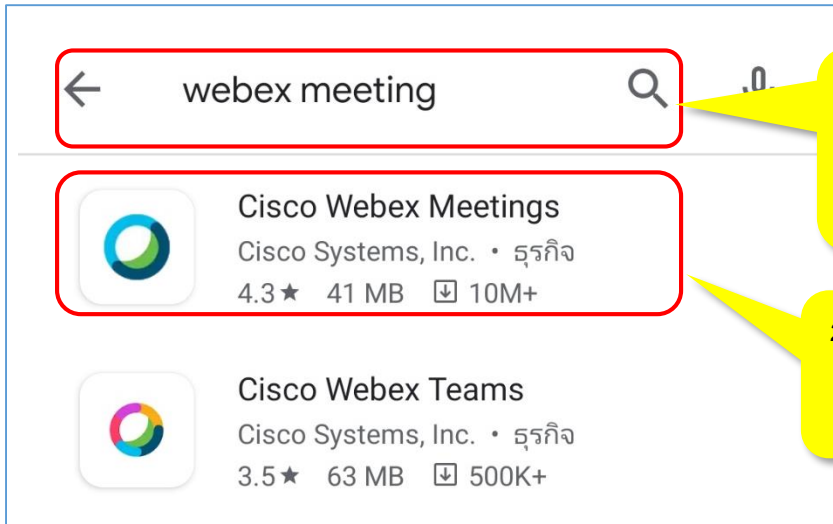 webex meeting
Cisco Webex Meetings
Cisco Systems, Inc. • ธุรกิจ
4.3★ 41 MB 10M+
2
Cisco Webex Teams
Cisco Systems, Inc. • ธุรกิจ
3.5★ 63 MB 500K+